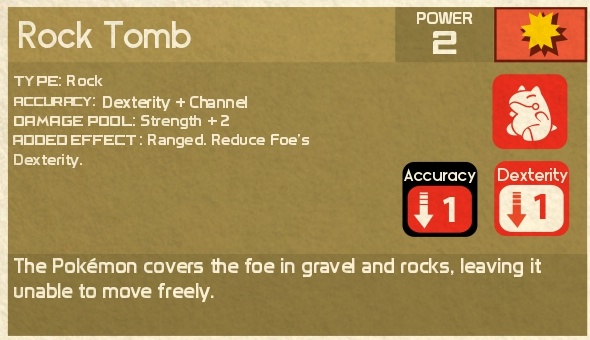 Rock Tomb
POWER
2
TYPE: Rock
ACCURACY: Dexterity + Channel
DAMAGE POOL: Strength + 2
ADDED EFFECT: Ranged. Reduce Foe's
Dexterity.
Accuracy
1
Dexterity
1
The Pokémon covers the foe in gravel and rocks, leaving it
unable to move freely.